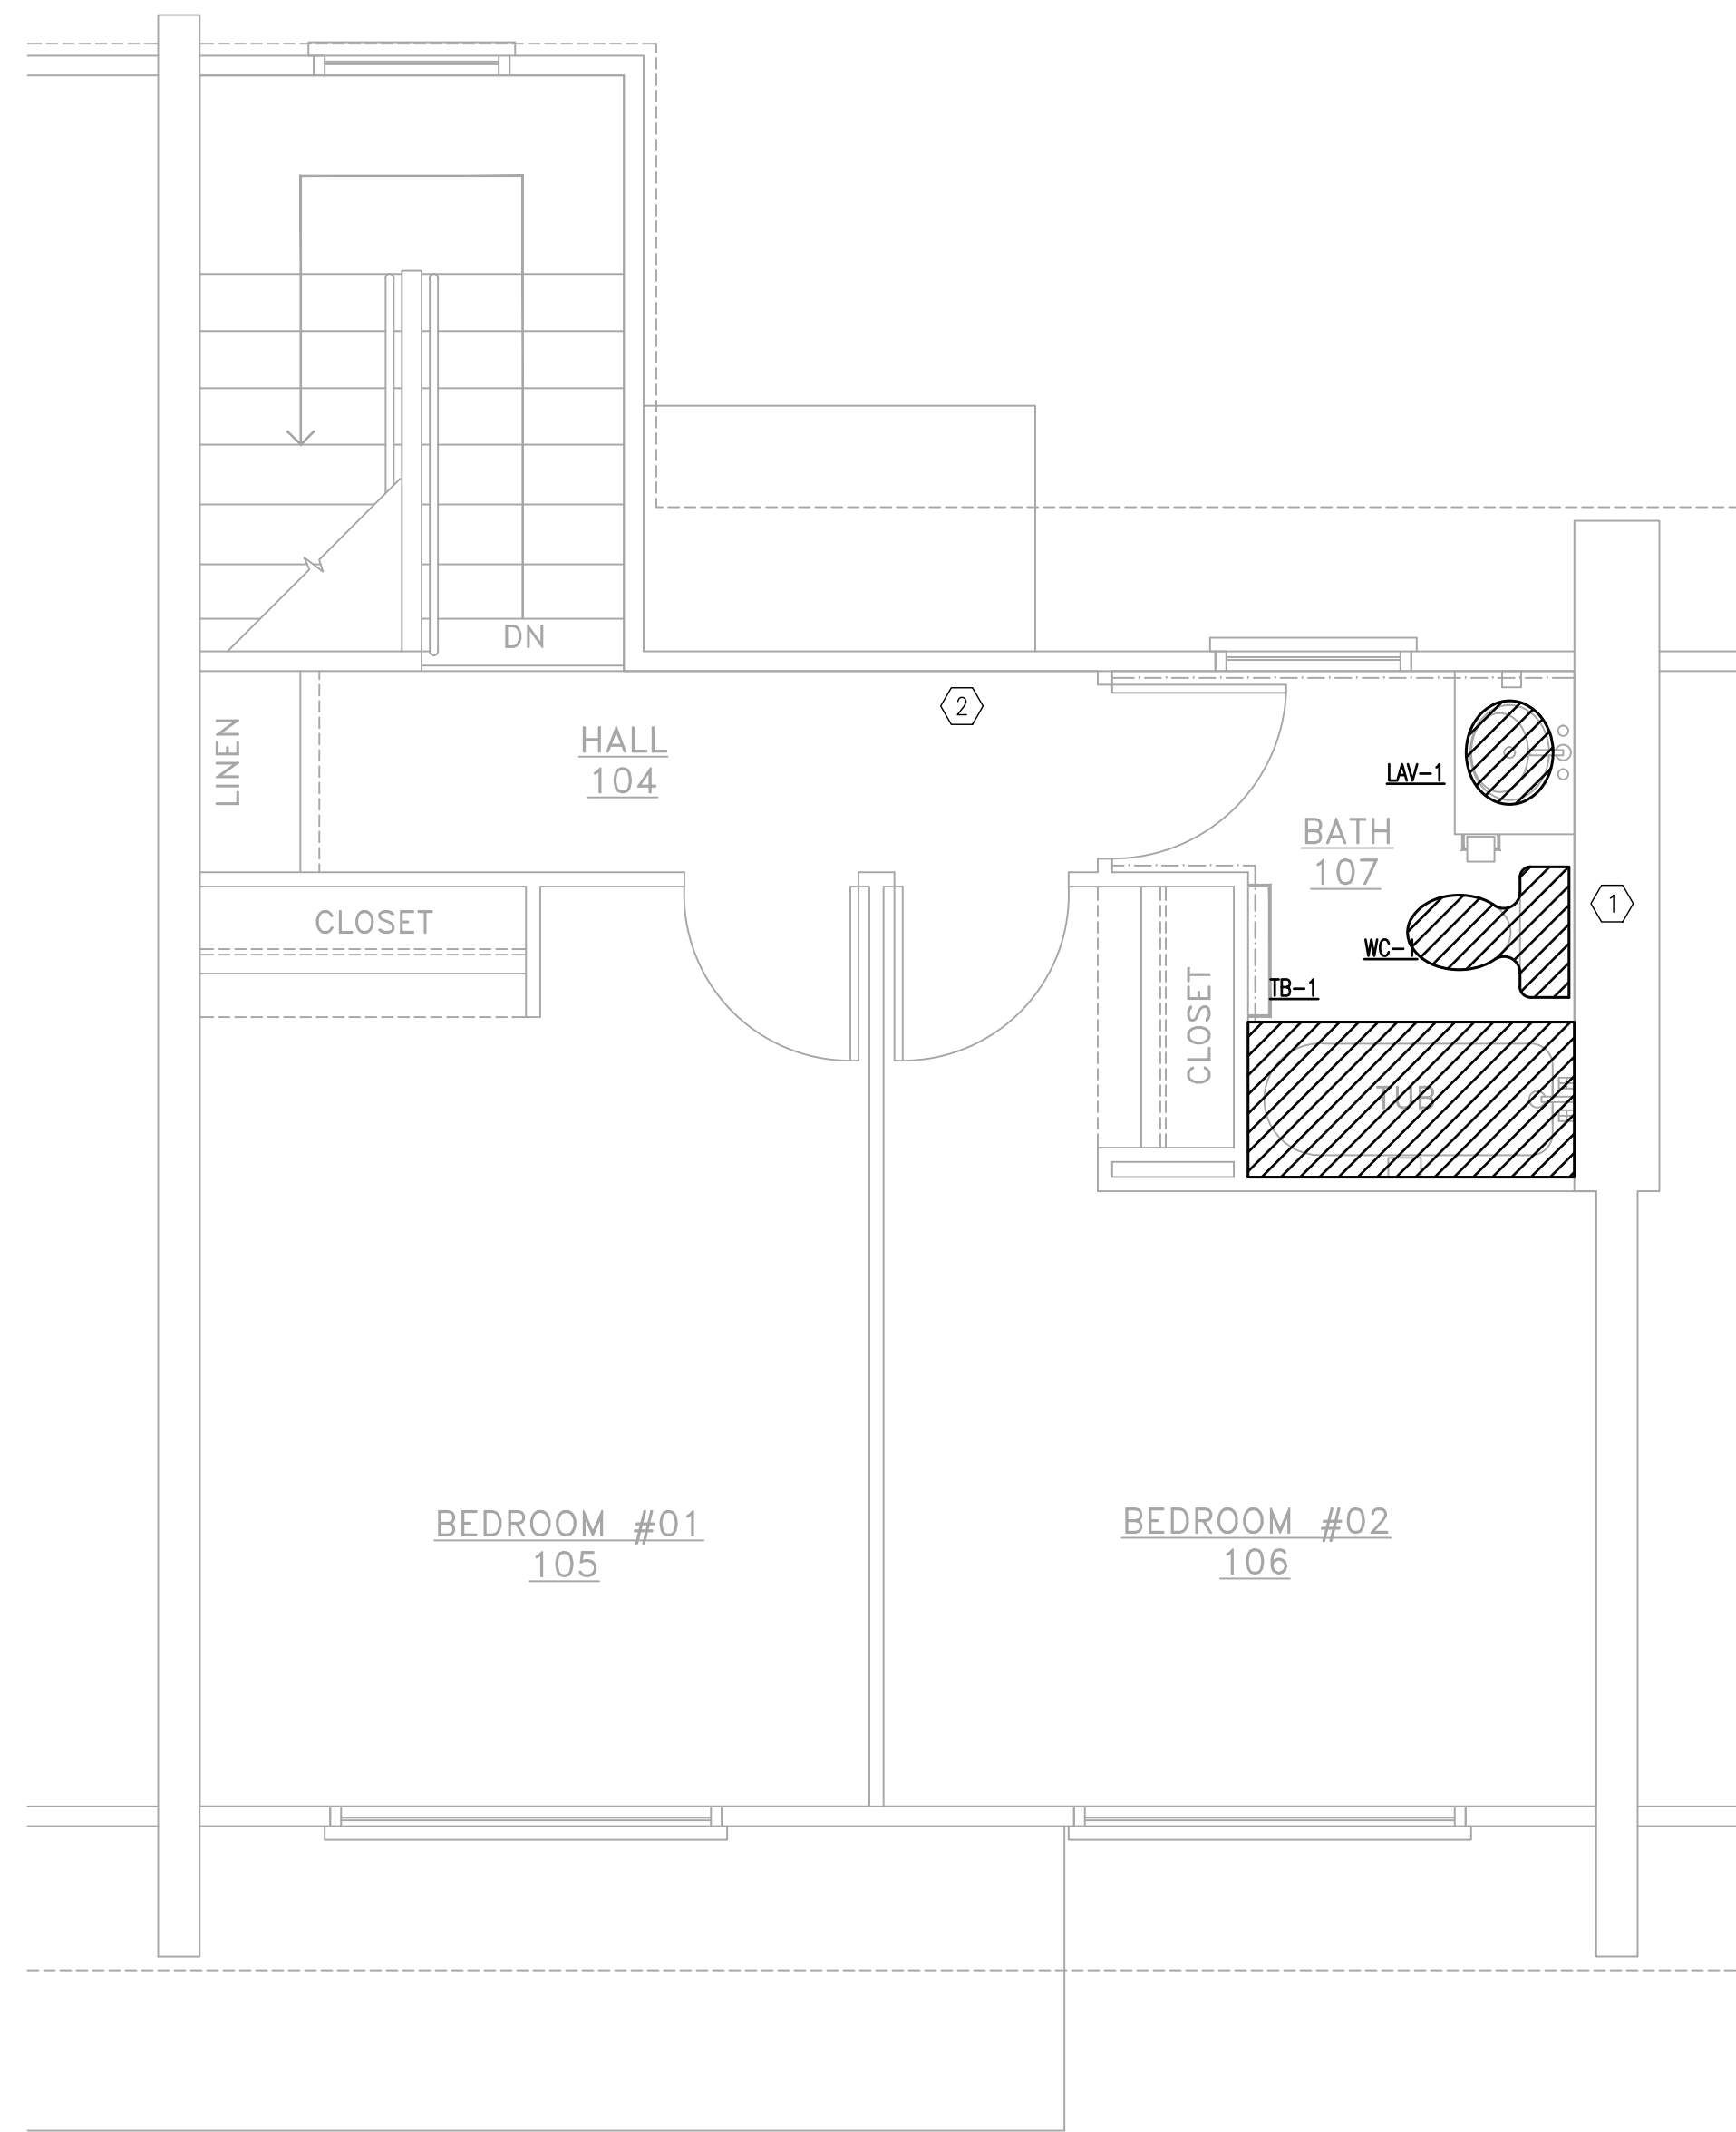 DN
2
LINEN
HALL
104
LAV-1
BATH
107
1
CLOSET
WC-1
TB-1
CLOSET
TUB
BEDROOM #01
105
BEDROOM #02
106